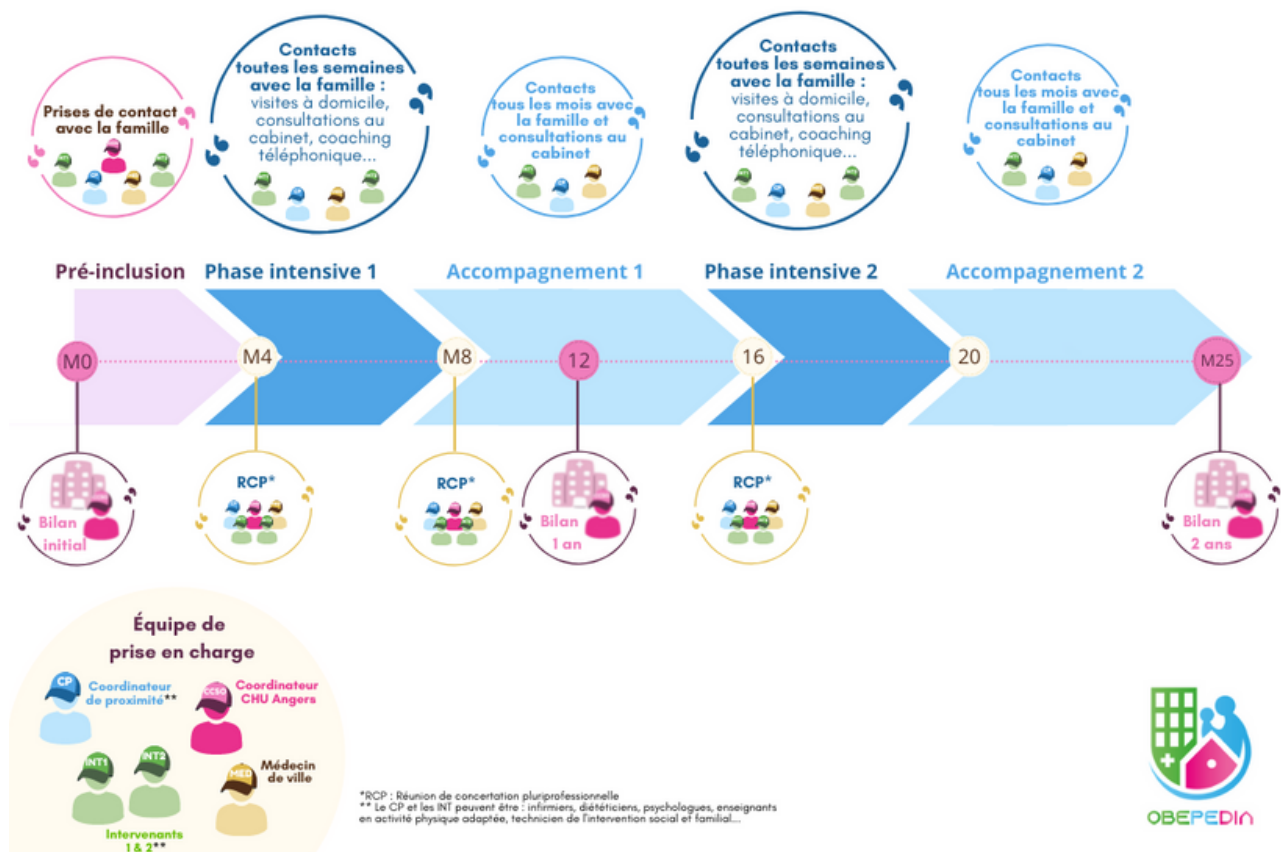 Prises de contact
avec la famille
Contacts
toutes les semaines
avec la famille :
visites à domicile,
consultations au
cabinet, coaching
téléphonique...
Contacts
tous les mois avec
la famille et
consultations au
cabinet
Contacts
toutes les semaines
avec la famille :
visites à domicile,
consultations au
cabinet, coaching
téléphonique...
Contacts
tous les mois avec
la famille et
consultations au
cabinet
Pré-inclusion
Phase intensive 1
Accompagnement 1
Phase intensive 2
Accompagnement 2
M0
M4
M8
12
16
20
M25
Bilan
initial
RCP*
RCP*
Bilan
1 an
RCP*
Bilan
2 ans
Équipe de
prise en charge
CP
Coordinateur
de proximité**
CCSO
Coordinateur
CHU Angers
INT1
INT2
Intervenants
1 & 2**
MED
Médecin
de ville
*RCP : Réunion de concertation pluriprofessionnelle
** Le CP et les INT peuvent être : infirmiers, diététiciens, psychologues, enseignants
en activité physique adaptée, technicien de l'intervention social et familial...
OBEPEDIA